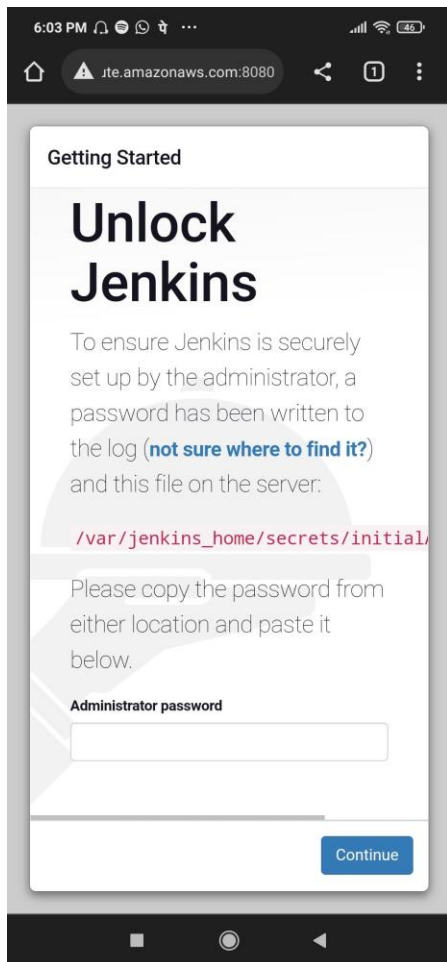 6:03 PM पे ... 46
ute.amazonaws.com:8080 1
Getting Started
Unlock
Jenkins
To ensure Jenkins is securely
set up by the administrator, a
password has been written to
the log (not sure where to find it?)
and this file on the server:
/var/jenkins_home/secrets/initial
Please copy the password from
either location and paste it
below.
Administrator password
Continue